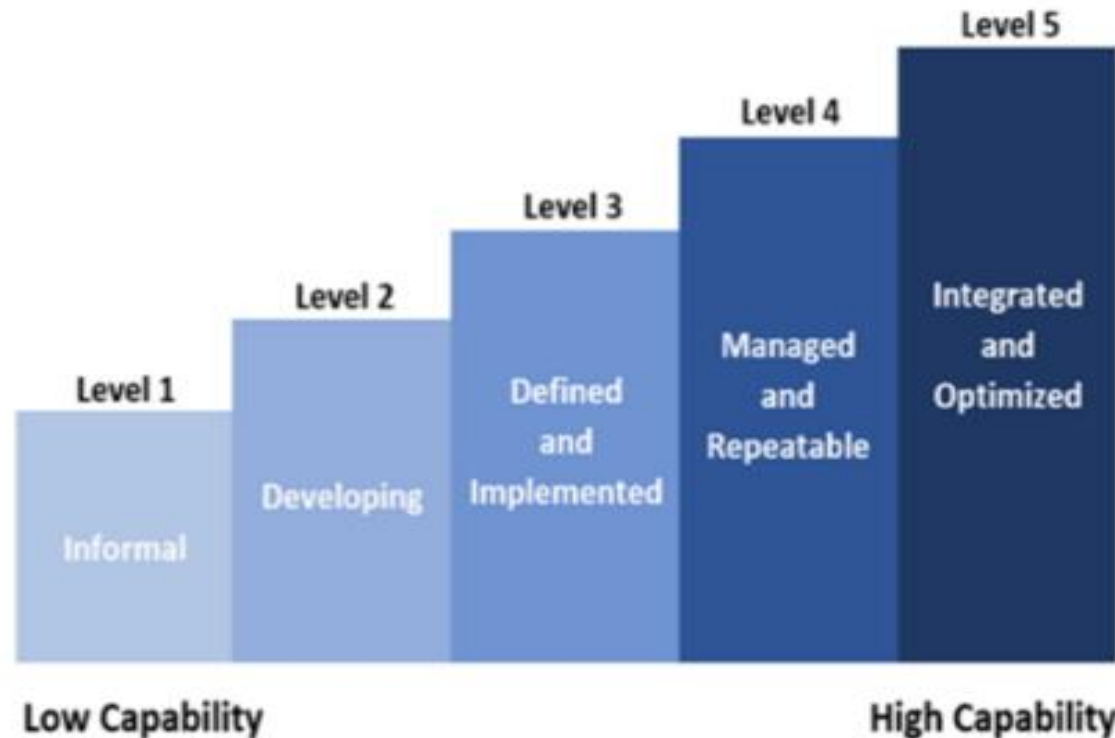 Level 1
Informal
Level 2
Developing
Level 3
Defined
and
Implemented
Level 4
Managed
and
Repeatable
Level 5
Integrated
and
Optimized
Low Capability
High Capability